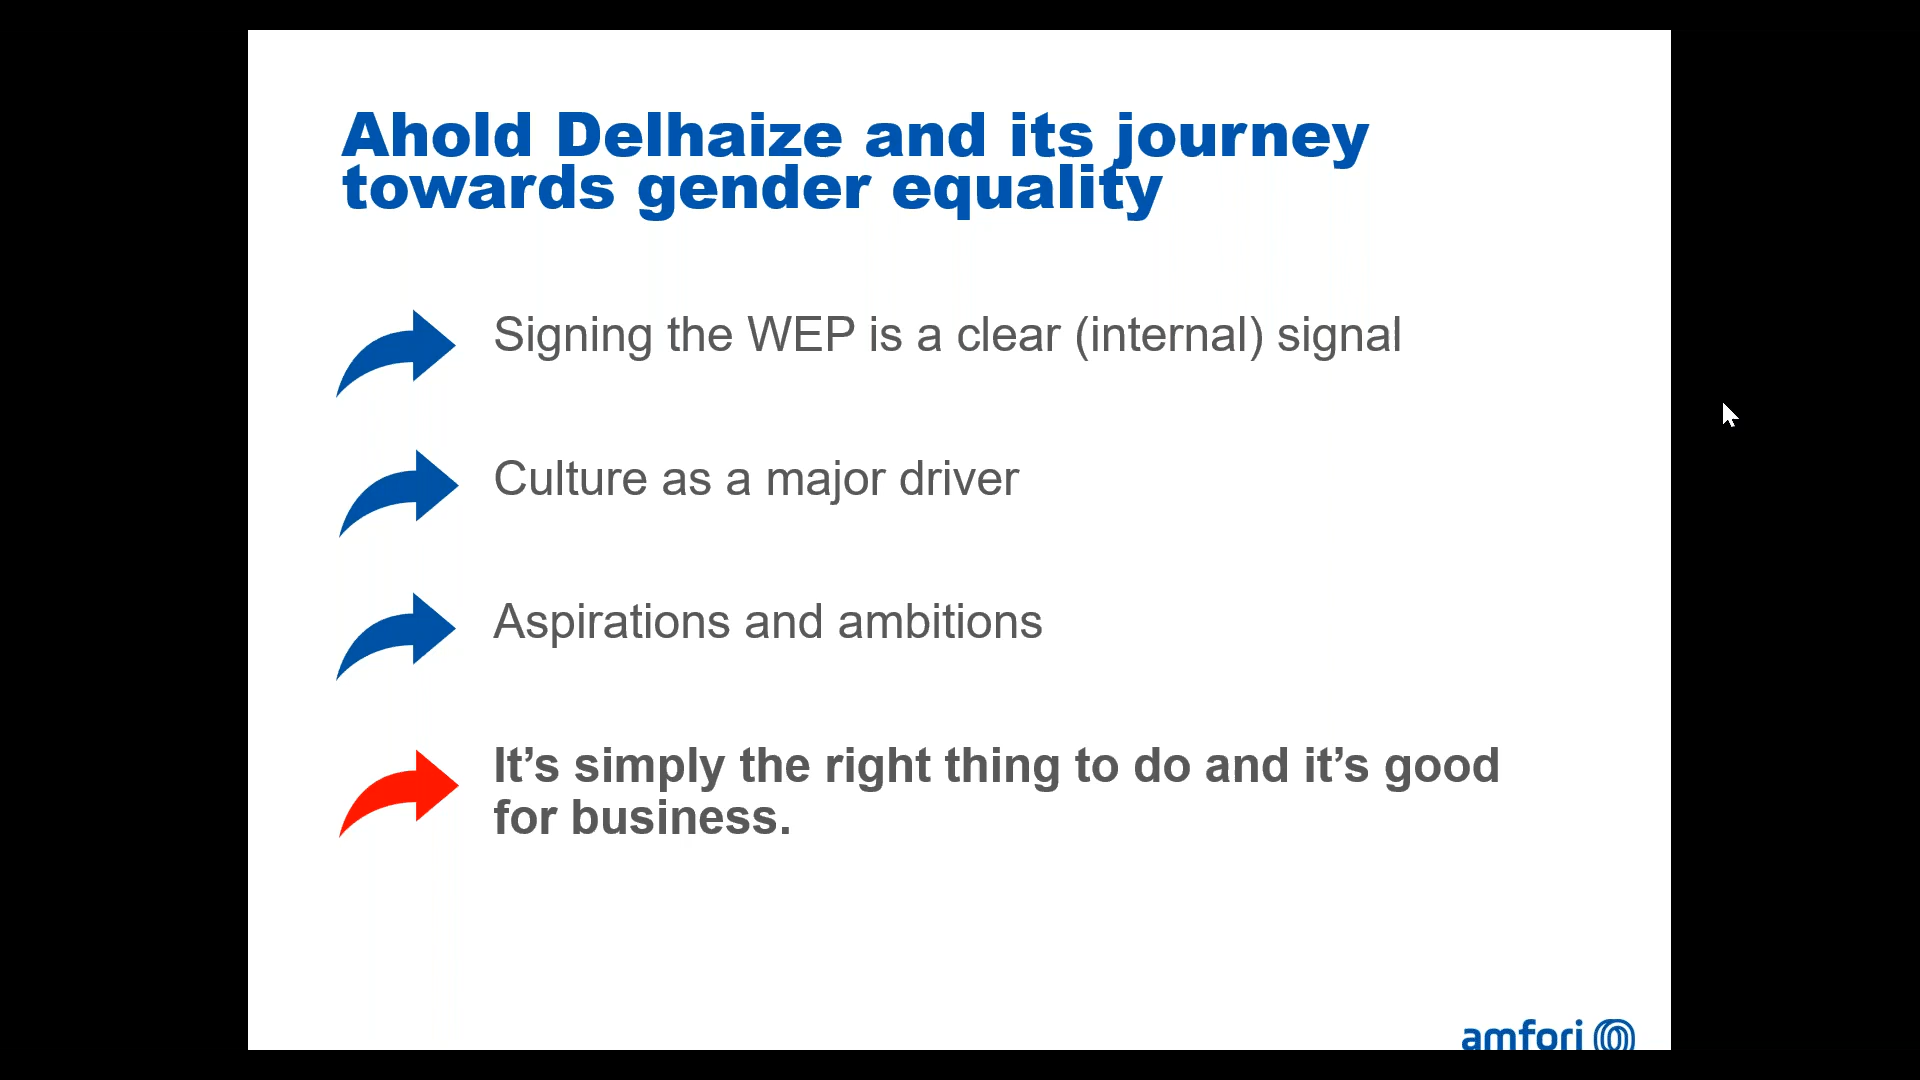 Ahold Delhaize and its journey
towards gender equality
Signing the WEP is a clear (internal) signal
Culture as a major driver
Aspirations and ambitions
It’s simply the right thing to do and it’s good
for business.
amfori